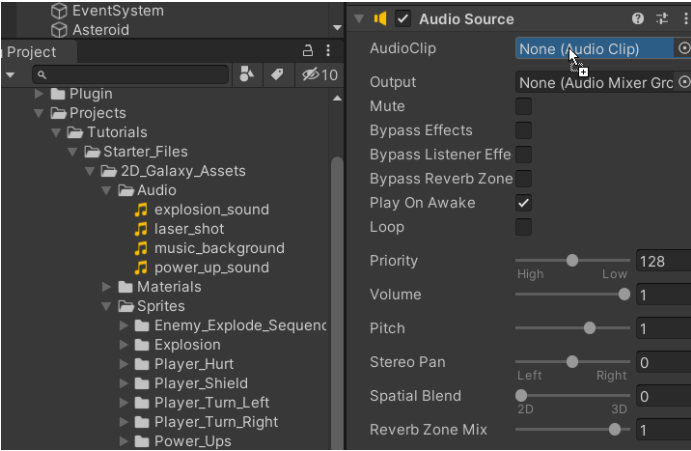 EventSystem
Asteroid
Project
10
Plugin
Projects
Tutorials
Starter_Files
2D_Galaxy_Assets
Audio
explosion_sound
laser_shot
music_background
power_up_sound
Materials
Sprites
Enemy_Explode_Sequenc
Explosion
Player_Hurt
Player_Shield
Player_Turn_Left
Player_Turn_Right
Power_Ups
Audio Source
AudioClip None (Audio Clip)
Output None (Audio Mixer Grc
Mute
Bypass Effects
Bypass Listener Effe
Bypass Reverb Zone
Play On Awake
Loop
Priority 128
High Low
Volume 1
Pitch 1
Stereo Pan 0
Left Right
Spatial Blend 0
2D 3D
Reverb Zone Mix 1